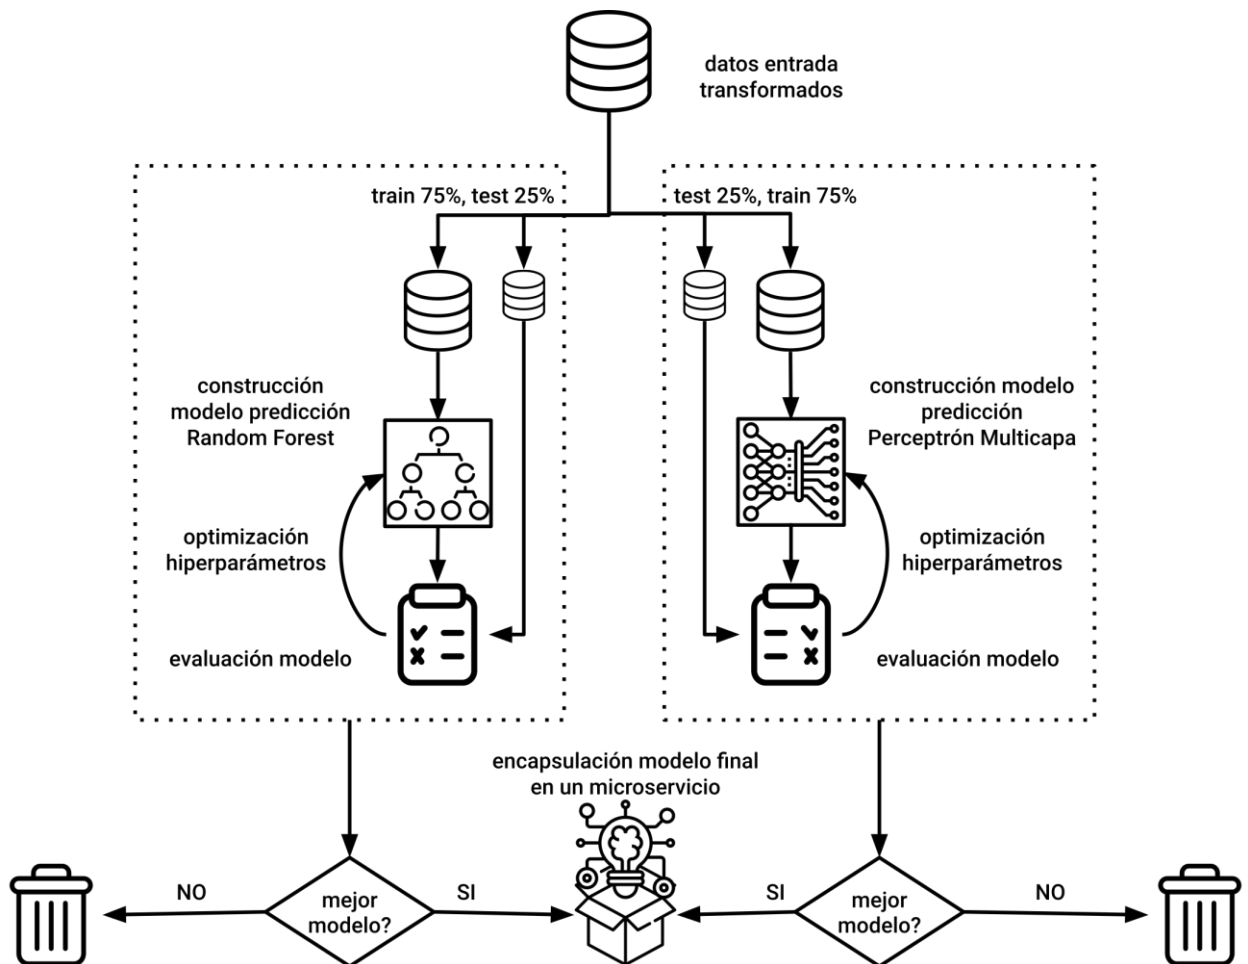 datos entrada
transformados
train 75%, test 25%
test 25%, train 75%
construcción
modelo predicción
Random Forest
construcción modelo
predicción
Perceptrón Multicapa
optimización
hiperparámetros
optimización
hiperparámetros
evaluación modelo
evaluación modelo
encapsulación modelo final
en un microservicio
NO
mejor
modelo?
SI
SI
mejor
modelo?
NO